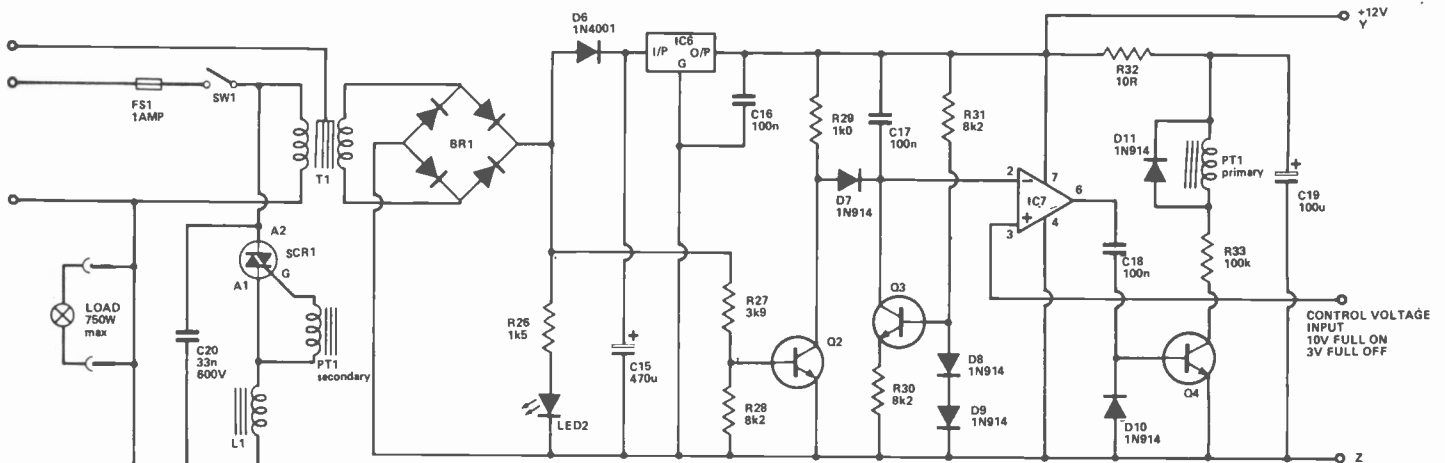 +12V
Y
D6
1N4001
I/P
IC6
O/P
G
FS1
1AMP
SW1
T1
BR1
C16
100n
R29
1k0
C17
100n
R31
8k2
R32
10R
D11
1N914
PT1
primary
C19
100u
+
D7
1N914
2
−
7
IC7
6
+
3
4
C18
100n
R33
100k
A2
SCR1
G
A1
LOAD
750W
max
C20
33n
600V
PT1
secondary
L1
R26
1k5
LED2
+
C15
470u
R27
3k9
R28
8k2
Q2
Q3
R30
8k2
D8
1N914
D9
1N914
D10
1N914
Q4
CONTROL VOLTAGE
INPUT
10V FULL ON
3V FULL OFF
Z